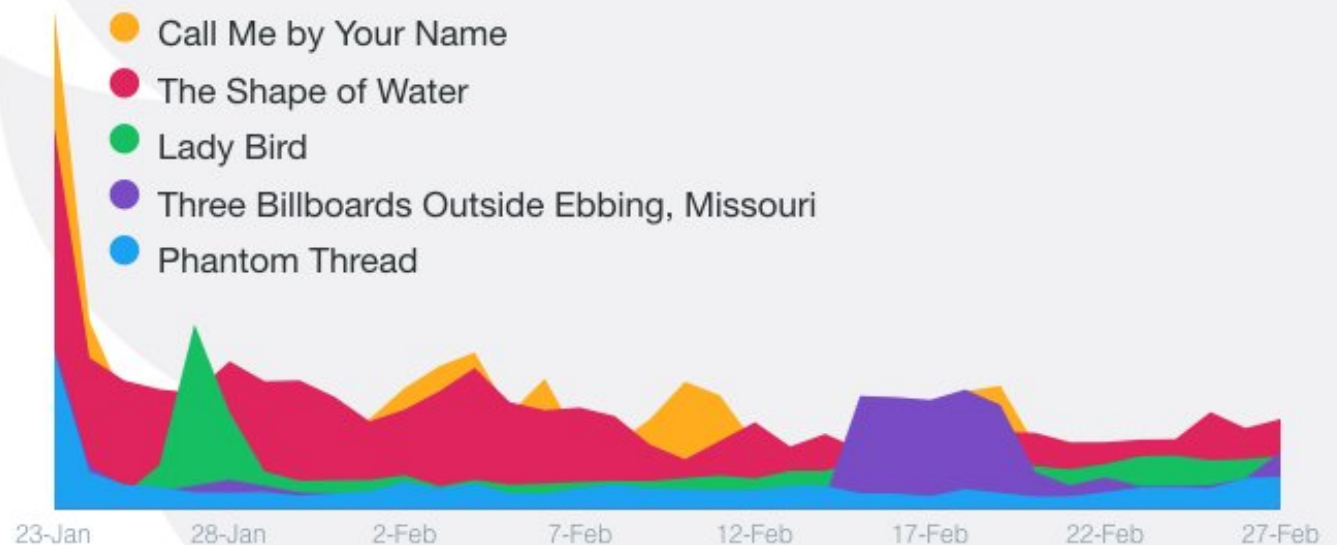 Call Me by Your Name
The Shape of Water
Lady Bird
Three Billboards Outside Ebbing, Missouri
Phantom Thread
23-Jan 28-Jan 2-Feb 7-Feb 12-Feb 17-Feb 22-Feb 27-Feb